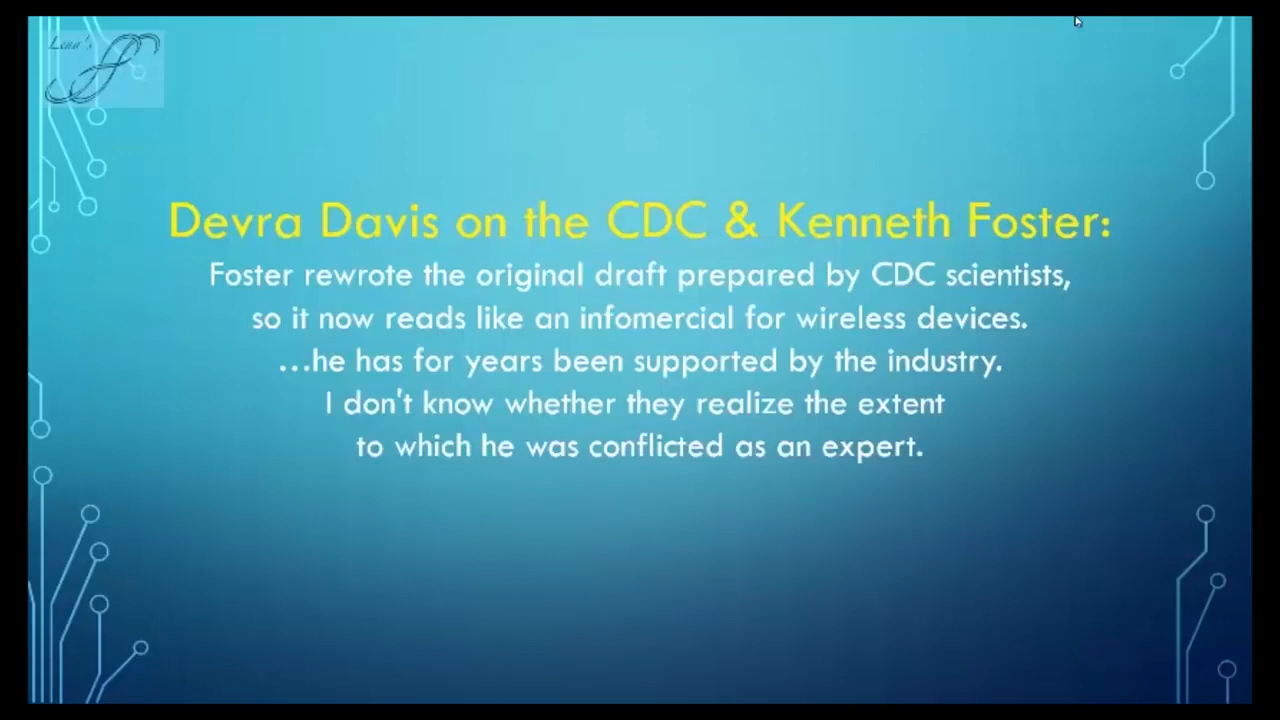 Lena's
Devra Davis on the CDC & Kenneth Foster:
Foster rewrote the original draft prepared by CDC scientists,
so it now reads like an infomercial for wireless devices.
…he has for years been supported by the industry.
I don't know whether they realize the extent
to which he was conflicted as an expert.